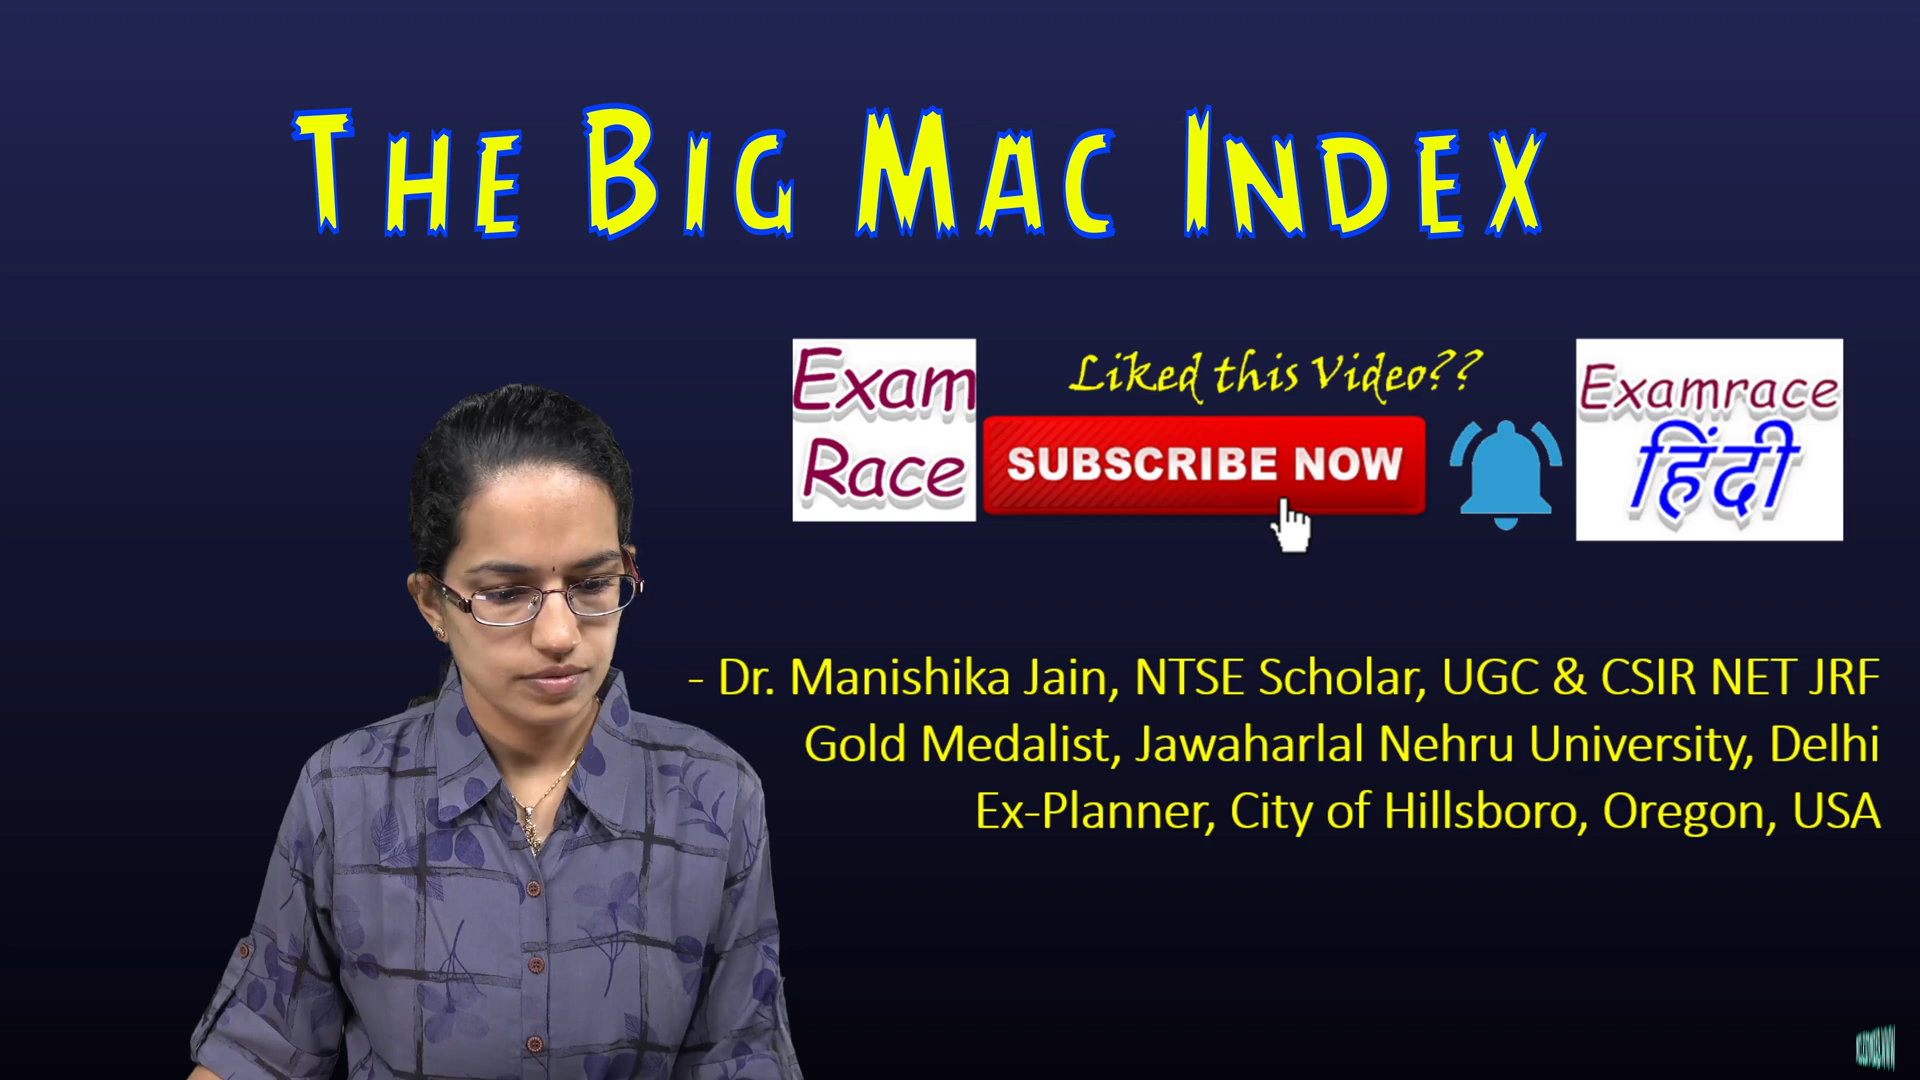 THE BIG MAC INDEX
Exam
Race
Liked this Video??
SUBSCRIBE NOW
Examrace
हिंदी
- Dr. Manishika Jain, NTSE Scholar, UGC & CSIR NET JRF
Gold Medalist, Jawaharlal Nehru University, Delhi
Ex-Planner, City of Hillsboro, Oregon, USA